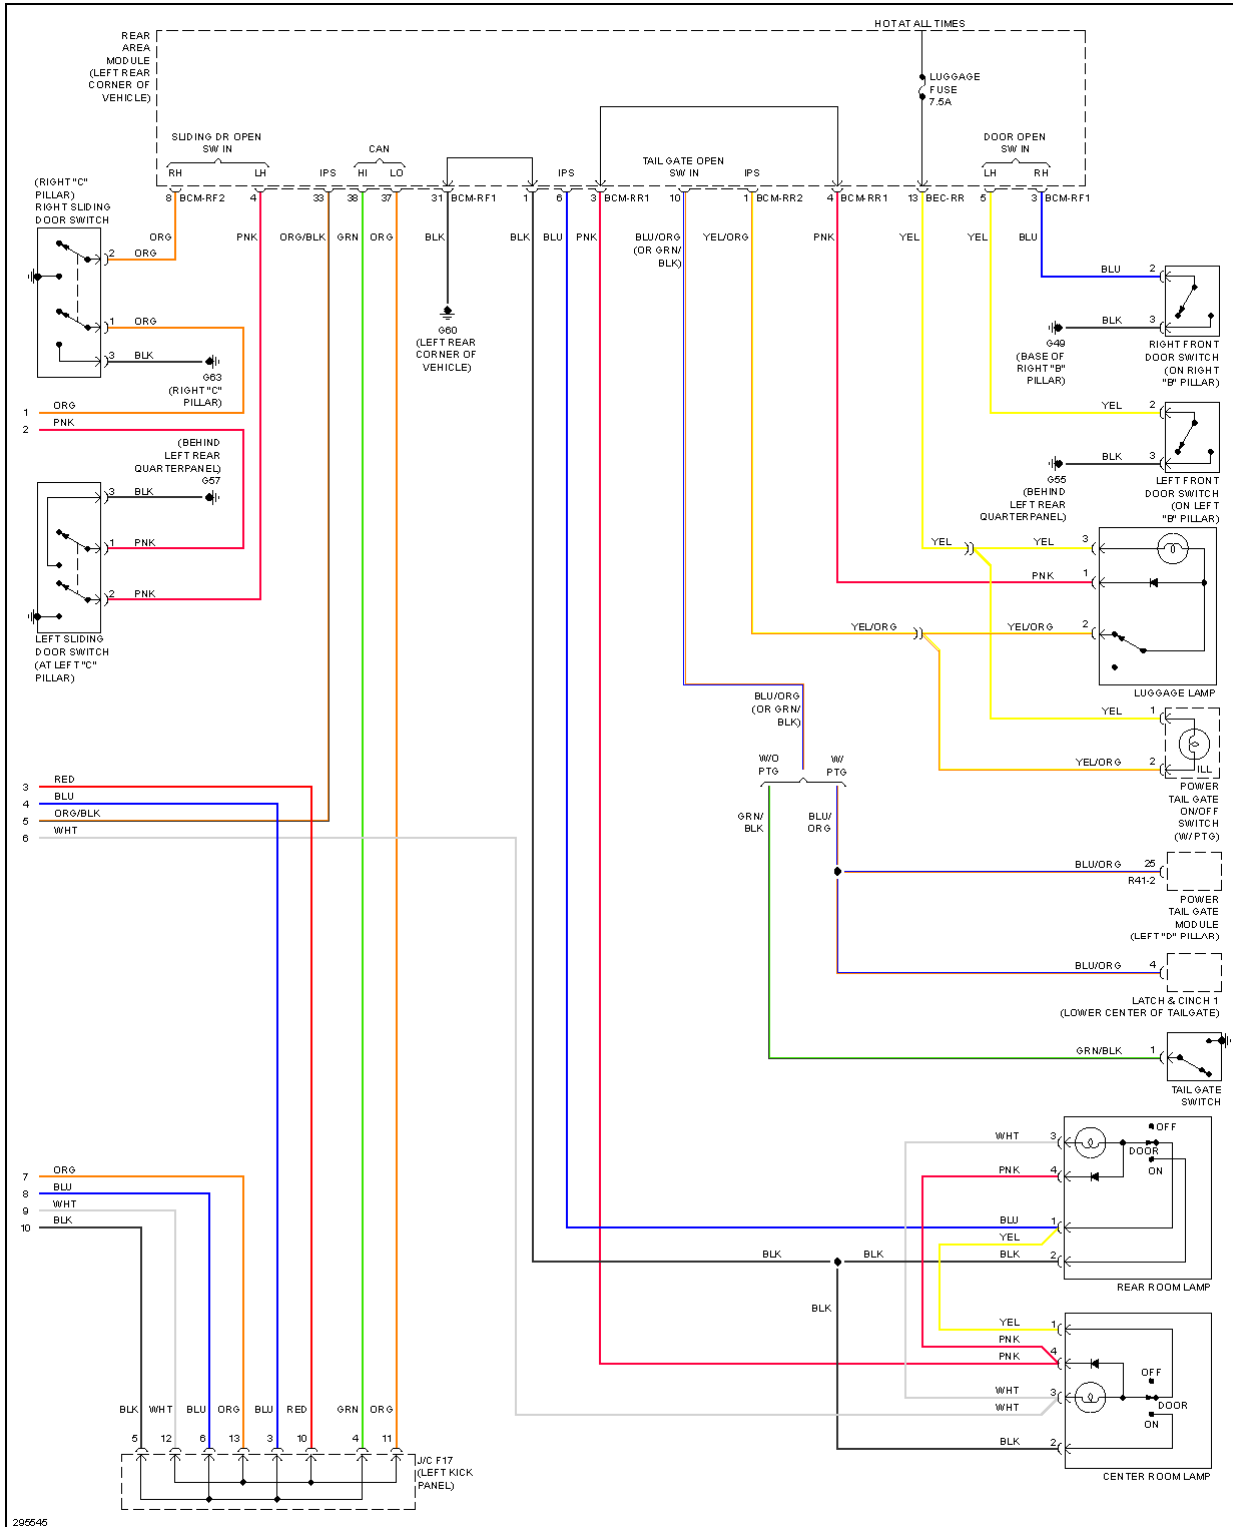 HOT AT ALL TIMES
REAR
AREA
MODULE
(LEFT REAR
CORNER OF
VEHICLE)
LUGGAGE
FUSE
7.5A
SLIDING DR OPEN
SW IN
CAN
TAIL GATE OPEN
SW IN
DOOR OPEN
SW IN
RH
LH
IPS
HI
LO
IPS
IPS
LH
RH
8 BCM-RF2
4
33
38
37
31 BCM-RF1
1
6
3 BCM-RR1
10
1 BCM-RR2
4 BCM-RR1
13 BEC-RR
5
3 BCM-RF1
ORG
PNK
ORG/BLK
GRN
ORG
BLK
BLK
BLU
PNK
BLU/ORG
(OR GRN/
BLK)
YEL/ORG
PNK
YEL
YEL
BLU
(RIGHT "C"
PILLAR)
RIGHT SLIDING
DOOR SWITCH
2 ORG
1 ORG
3 BLK
G63
(RIGHT "C"
PILLAR)
1 ORG
2 PNK
(BEHIND
LEFT REAR
QUARTERPANEL)
G57
3 BLK
1 PNK
2 PNK
LEFT SLIDING
DOOR SWITCH
(AT LEFT "C"
PILLAR)
G60
(LEFT REAR
CORNER OF
VEHICLE)
BLU 2
BLK 3
G49
(BASE OF
RIGHT "B"
PILLAR)
RIGHT FRONT
DOOR SWITCH
(ON RIGHT
"B" PILLAR)
YEL 2
BLK 3
G55
(BEHIND
LEFT REAR
QUARTERPANEL)
LEFT FRONT
DOOR SWITCH
(ON LEFT
"B" PILLAR)
YEL YEL 3
PNK 1
YEL/ORG YEL/ORG 2
LUGGAGE LAMP
BLU/ORG
(OR GRN/
BLK)
YEL 1
YEL/ORG 2
ILL
POWER
TAIL GATE
ON/OFF
SWITCH
(W/ PTG)
W/O
PTG
W/
PTG
GRN/
BLK
BLU/
ORG
3 RED
4 BLU
5 ORG/BLK
6 WHT
BLU/ORG 25
R41-2
POWER
TAIL GATE
MODULE
(LEFT "D" PILLAR)
BLU/ORG 4
LATCH & CINCH 1
(LOWER CENTER OF TAILGATE)
GRN/BLK 1
TAIL GATE
SWITCH
WHT 3
OFF
DOOR
ON
PNK 4
BLU 1
YEL
BLK BLK BLK 2
REAR ROOM LAMP
7 ORG
8 BLU
9 WHT
10 BLK
BLK
YEL 1
PNK
4
PNK
WHT 3
WHT
OFF
DOOR
ON
BLK 2
CENTER ROOM LAMP
BLK WHT BLU ORG BLU RED GRN ORG
5 12 6 13 3 10 4 11
J/C F17
(LEFT KICK
PANEL)
295545